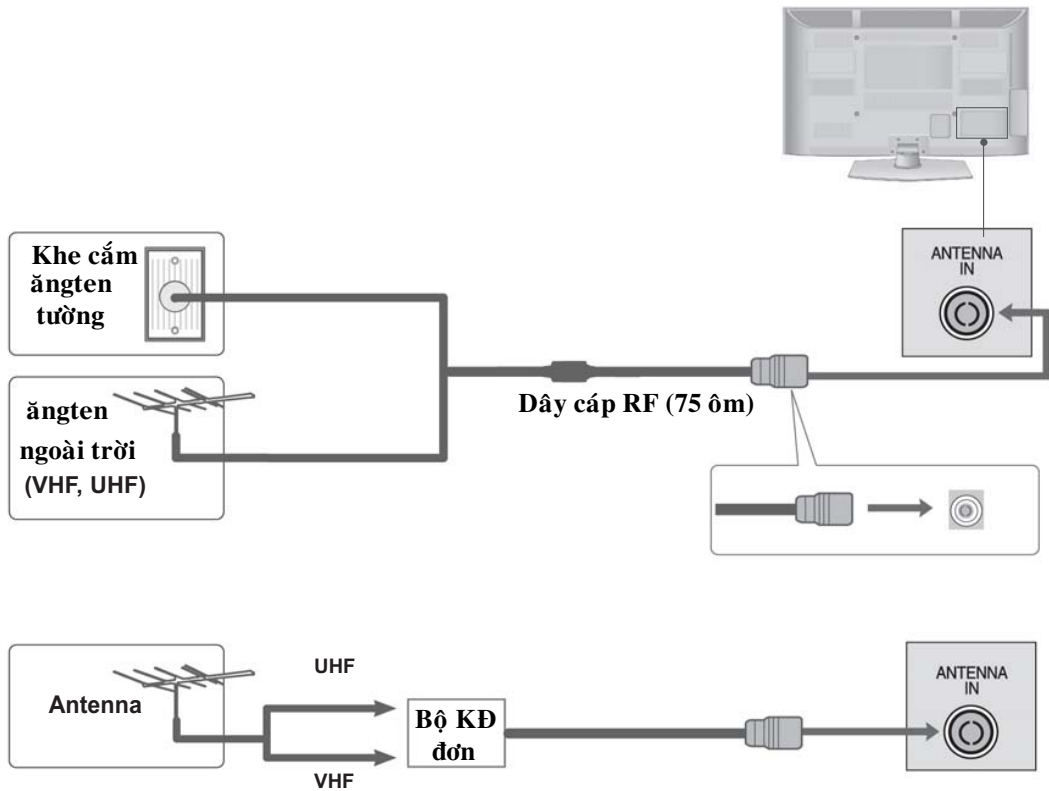 ANTENNA
IN
Khe cắm
ăngten
tường
ăngten
ngoài trời
(VHF, UHF)
Dây cáp RF (75 ôm)
Antenna
UHF
VHF
Bộ KĐ
đơn
ANTENNA
IN